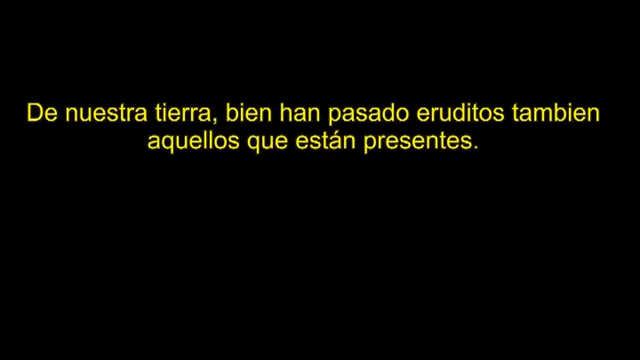 De nuestra tierra, bien han pasado eruditos tambien
aquellos que están presentes.